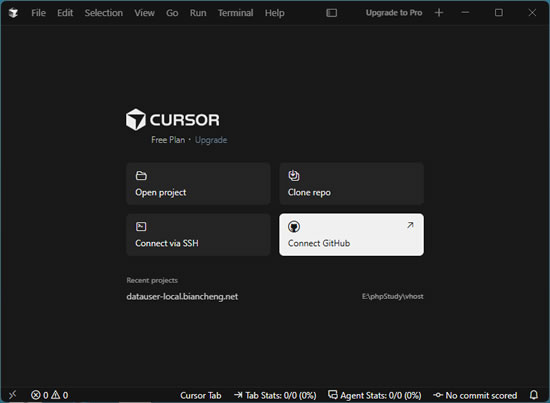 File Edit Selection View Go Run Terminal Help Upgrade to Pro
CURSOR
Free Plan • Upgrade
Open project Clone repo
Connect via SSH Connect GitHub
Recent projects
datauser-local.biancheng.net E:\phpStudy\vhost
0 0 Cursor Tab Tab Stats: 0/0 (0%) Agent Stats: 0/0 (0%) No commit scored